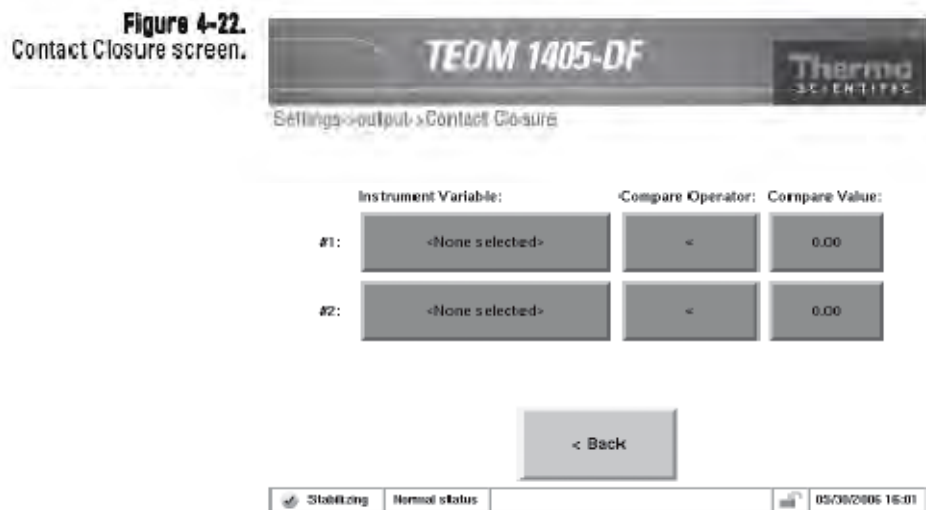 Figure 4-22.
Contact Closure screen.
TEOM 1405-DF
Thermo
SCIENTIFIC
Settings->output->Contact Closure
Instrument Variable: Compare Operator: Compare Value:
#1: <None selected> < 0.00
#2: <None selected> < 0.00
< Back
Stabilizing Normal status 05/30/2006 16:01